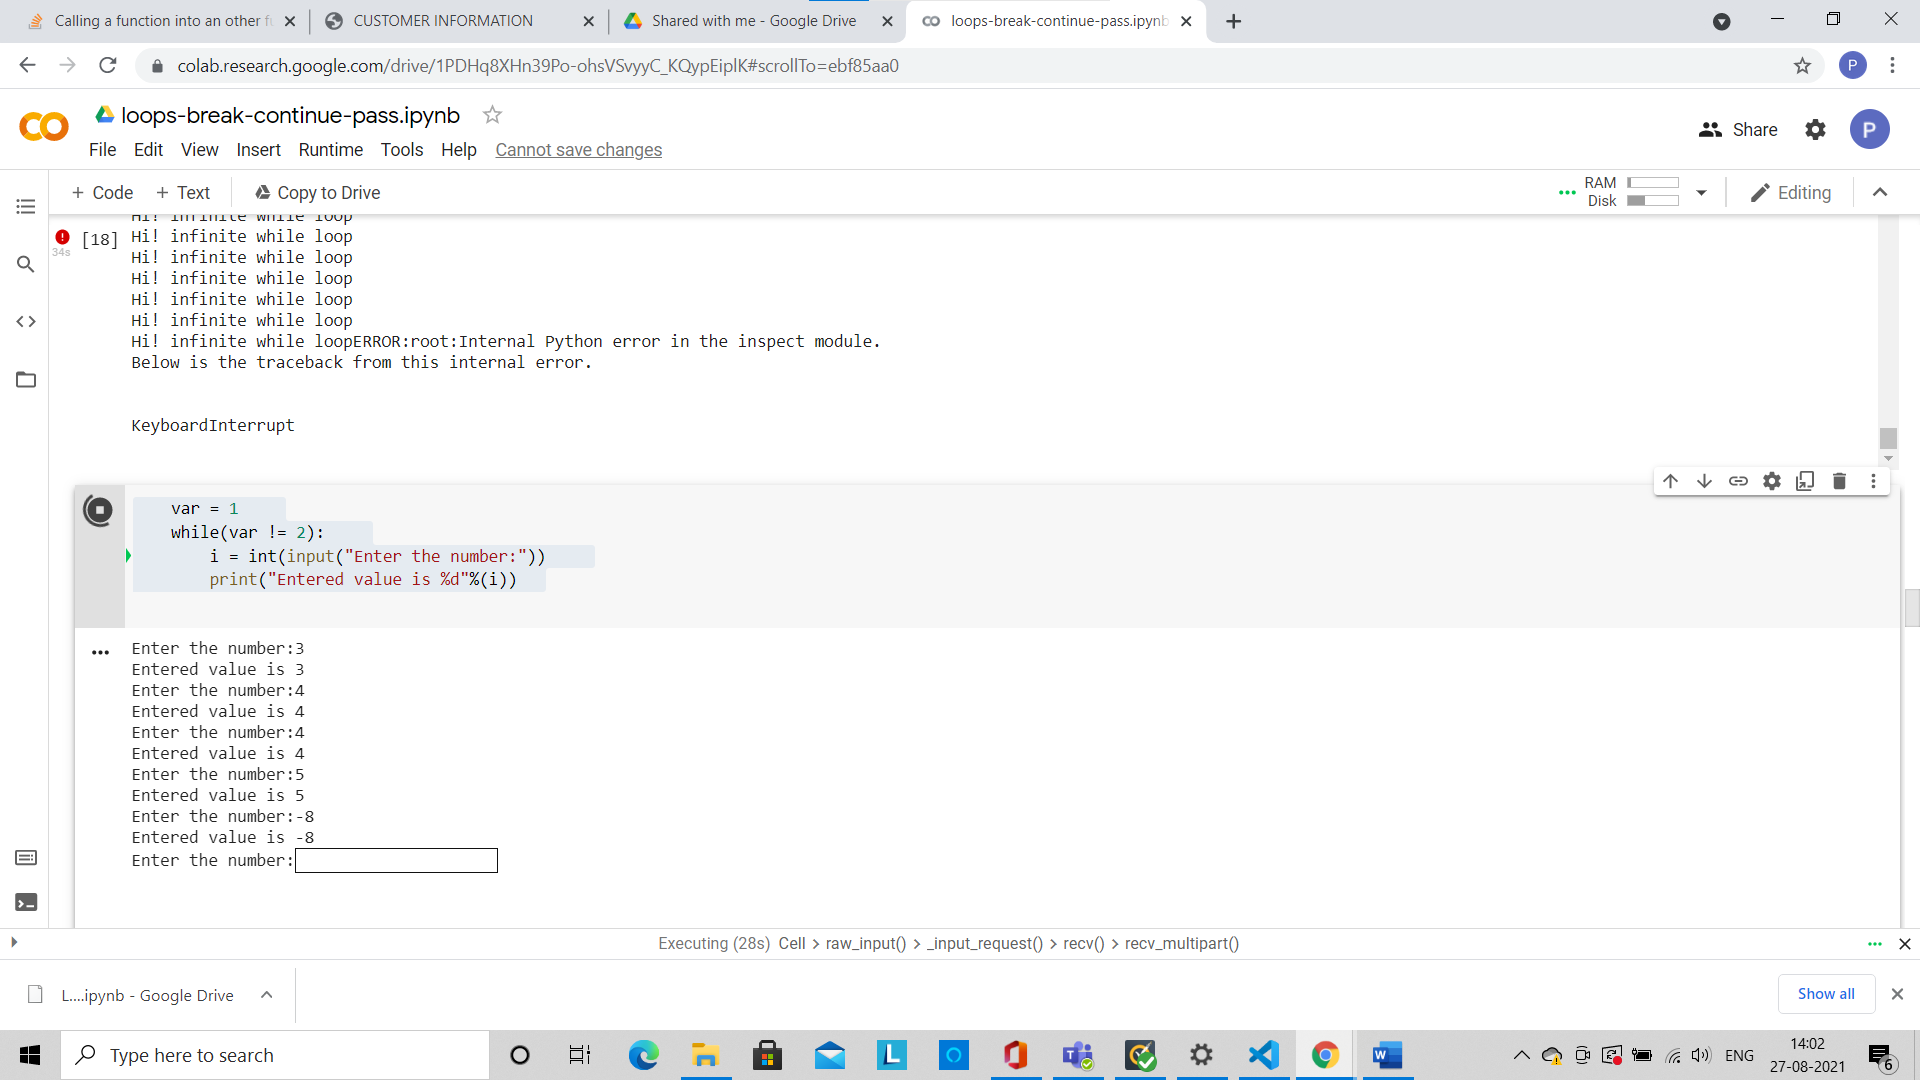 Calling a function into an other fu
CUSTOMER INFORMATION
Shared with me - Google Drive
loops-break-continue-pass.ipynb
colab.research.google.com/drive/1PDHq8XHn39Po-ohsVSvyyC_KQypEiplK#scrollTo=ebf85aa0
P
loops-break-continue-pass.ipynb
Share
P
File Edit View Insert Runtime Tools Help Cannot save changes
+ Code + Text Copy to Drive
RAM
Disk
Editing
Hi! infinite while loop
[18] Hi! infinite while loop
34s
Hi! infinite while loop
Hi! infinite while loop
Hi! infinite while loop
Hi! infinite while loop
Hi! infinite while loopERROR:root:Internal Python error in the inspect module.
Below is the traceback from this internal error.
KeyboardInterrupt
var = 1
while(var != 2):
i = int(input("Enter the number:"))
print("Entered value is %d"%(i))
Enter the number:3
Entered value is 3
Enter the number:4
Entered value is 4
Enter the number:4
Entered value is 4
Enter the number:5
Entered value is 5
Enter the number:-8
Entered value is -8
Enter the number:
Executing (28s) Cell > raw_input() > _input_request() > recv() > recv_multipart()
L....ipynb - Google Drive
Show all
Type here to search
L
T
W
ENG
14:02
27-08-2021
6